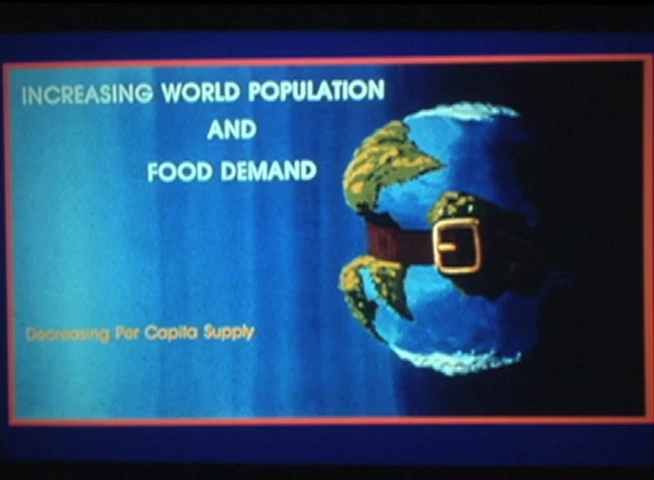 INCREASING WORLD POPULATION
AND
FOOD DEMAND
Decreasing Per Capita Supply